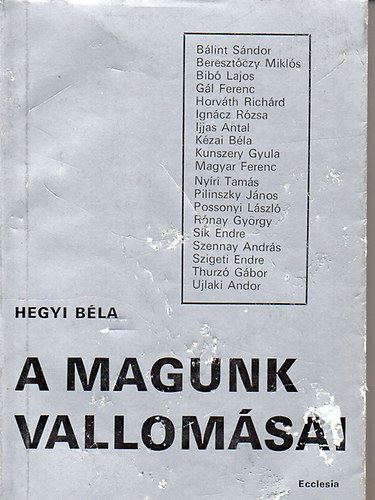 Bálint Sándor
Beresztóczy Miklós
Bibó Lajos
Gál Ferenc
Horváth Richárd
Ignácz Rózsa
Ijjas Antal
Kézai Béla
Kunszery Gyula
Magyar Ferenc
Nyíri Tamás
Pilinszky János
Possonyi László
Rónay György
Sík Endre
Szennay András
Szigeti Endre
Thurzó Gábor
Ujlaki Andor
HEGYI BÉLA
A MAGUNK
VALLOMÁSAI
Ecclesia